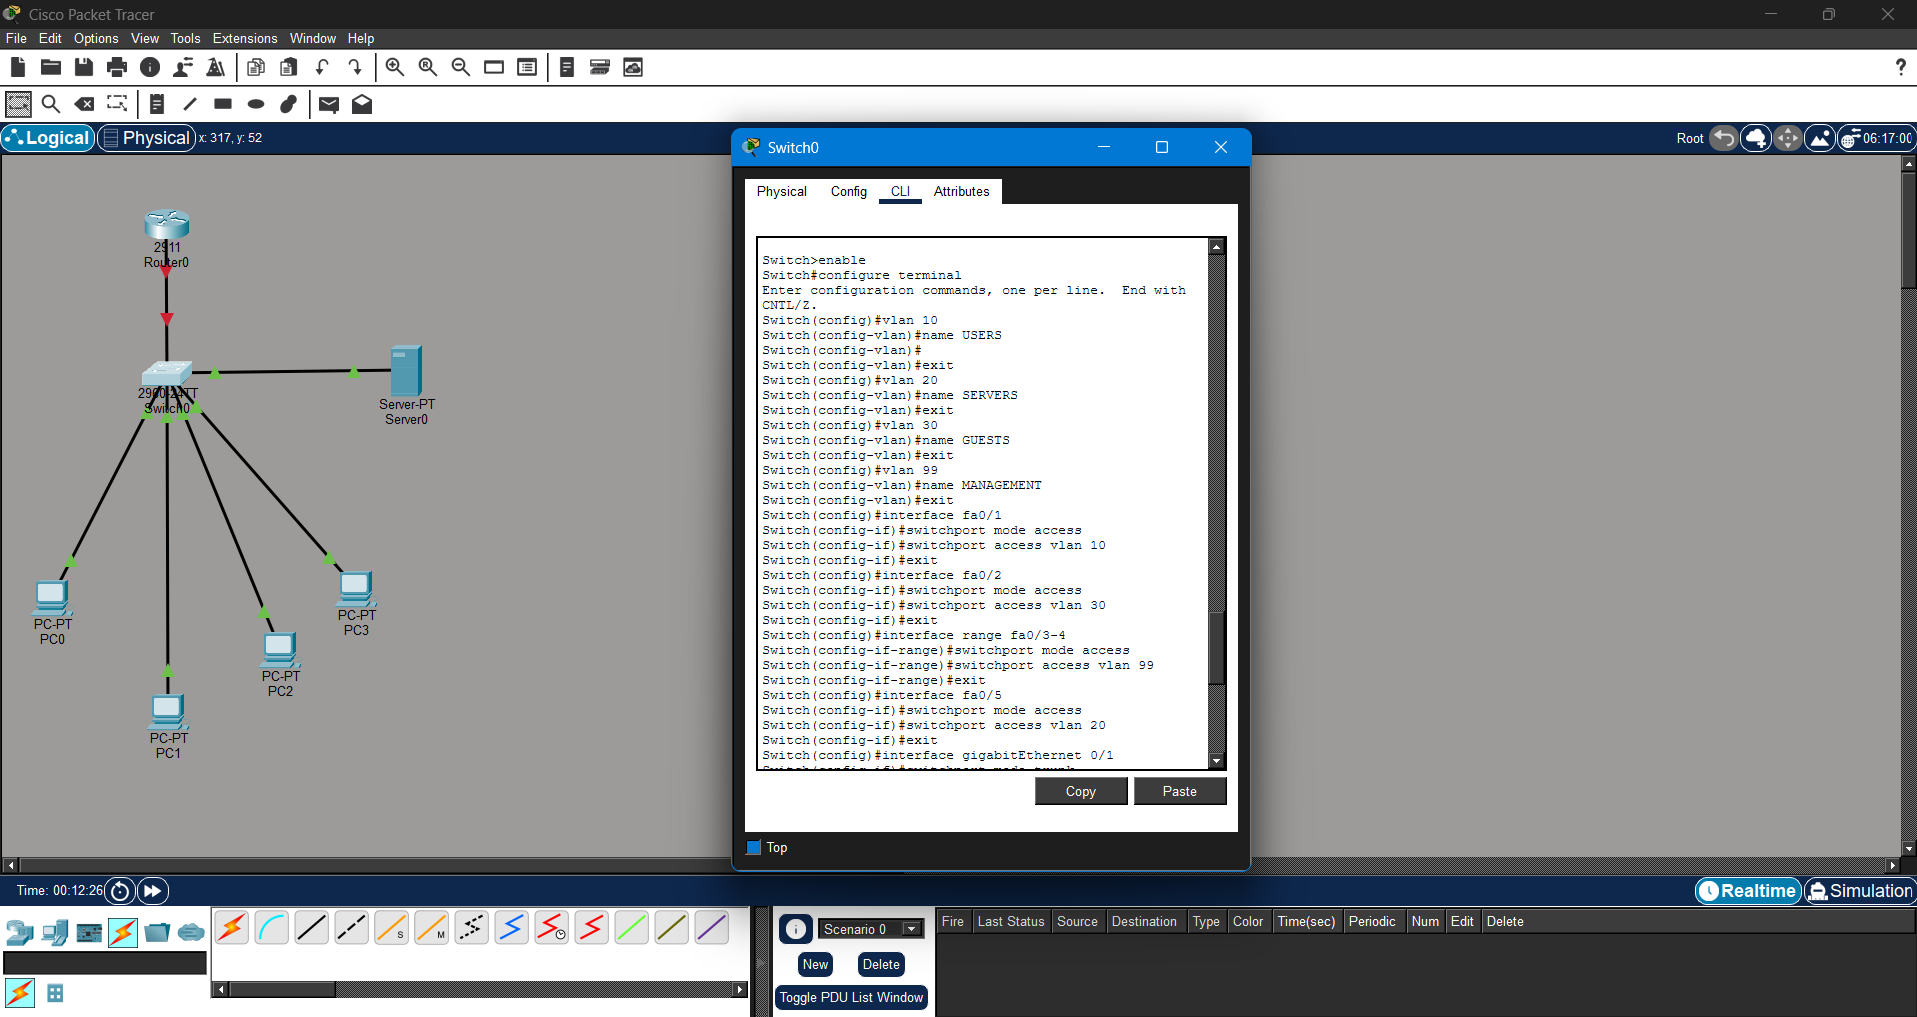 Cisco Packet Tracer
File Edit Options View Tools Extensions Window Help
?
Logical Physical x: 317, y: 52
Root 06:17:00
Switch0
Physical Config CLI Attributes
Switch>enable
Switch#configure terminal
Enter configuration commands, one per line.  End with
CNTL/Z.
Switch(config)#vlan 10
Switch(config-vlan)#name USERS
Switch(config-vlan)#
Switch(config-vlan)#exit
Switch(config)#vlan 20
Switch(config-vlan)#name SERVERS
Switch(config-vlan)#exit
Switch(config)#vlan 30
Switch(config-vlan)#name GUESTS
Switch(config-vlan)#exit
Switch(config)#vlan 99
Switch(config-vlan)#name MANAGEMENT
Switch(config-vlan)#exit
Switch(config)#interface fa0/1
Switch(config-if)#switchport mode access
Switch(config-if)#switchport access vlan 10
Switch(config-if)#exit
Switch(config)#interface fa0/2
Switch(config-if)#switchport mode access
Switch(config-if)#switchport access vlan 30
Switch(config-if)#exit
Switch(config)#interface range fa0/3-4
Switch(config-if-range)#switchport mode access
Switch(config-if-range)#switchport access vlan 99
Switch(config-if-range)#exit
Switch(config)#interface fa0/5
Switch(config-if)#switchport mode access
Switch(config-if)#switchport access vlan 20
Switch(config-if)#exit
Switch(config)#interface gigabitEthernet 0/1
Copy Paste
Top
2911
Router0
2960-24TT
Switch0
Server-PT
Server0
PC-PT
PC0
PC-PT
PC3
PC-PT
PC2
PC-PT
PC1
Time: 00:12:26
Realtime Simulation
S M
Scenario 0
New Delete
Toggle PDU List Window
Fire Last Status Source Destination Type Color Time(sec) Periodic Num Edit Delete